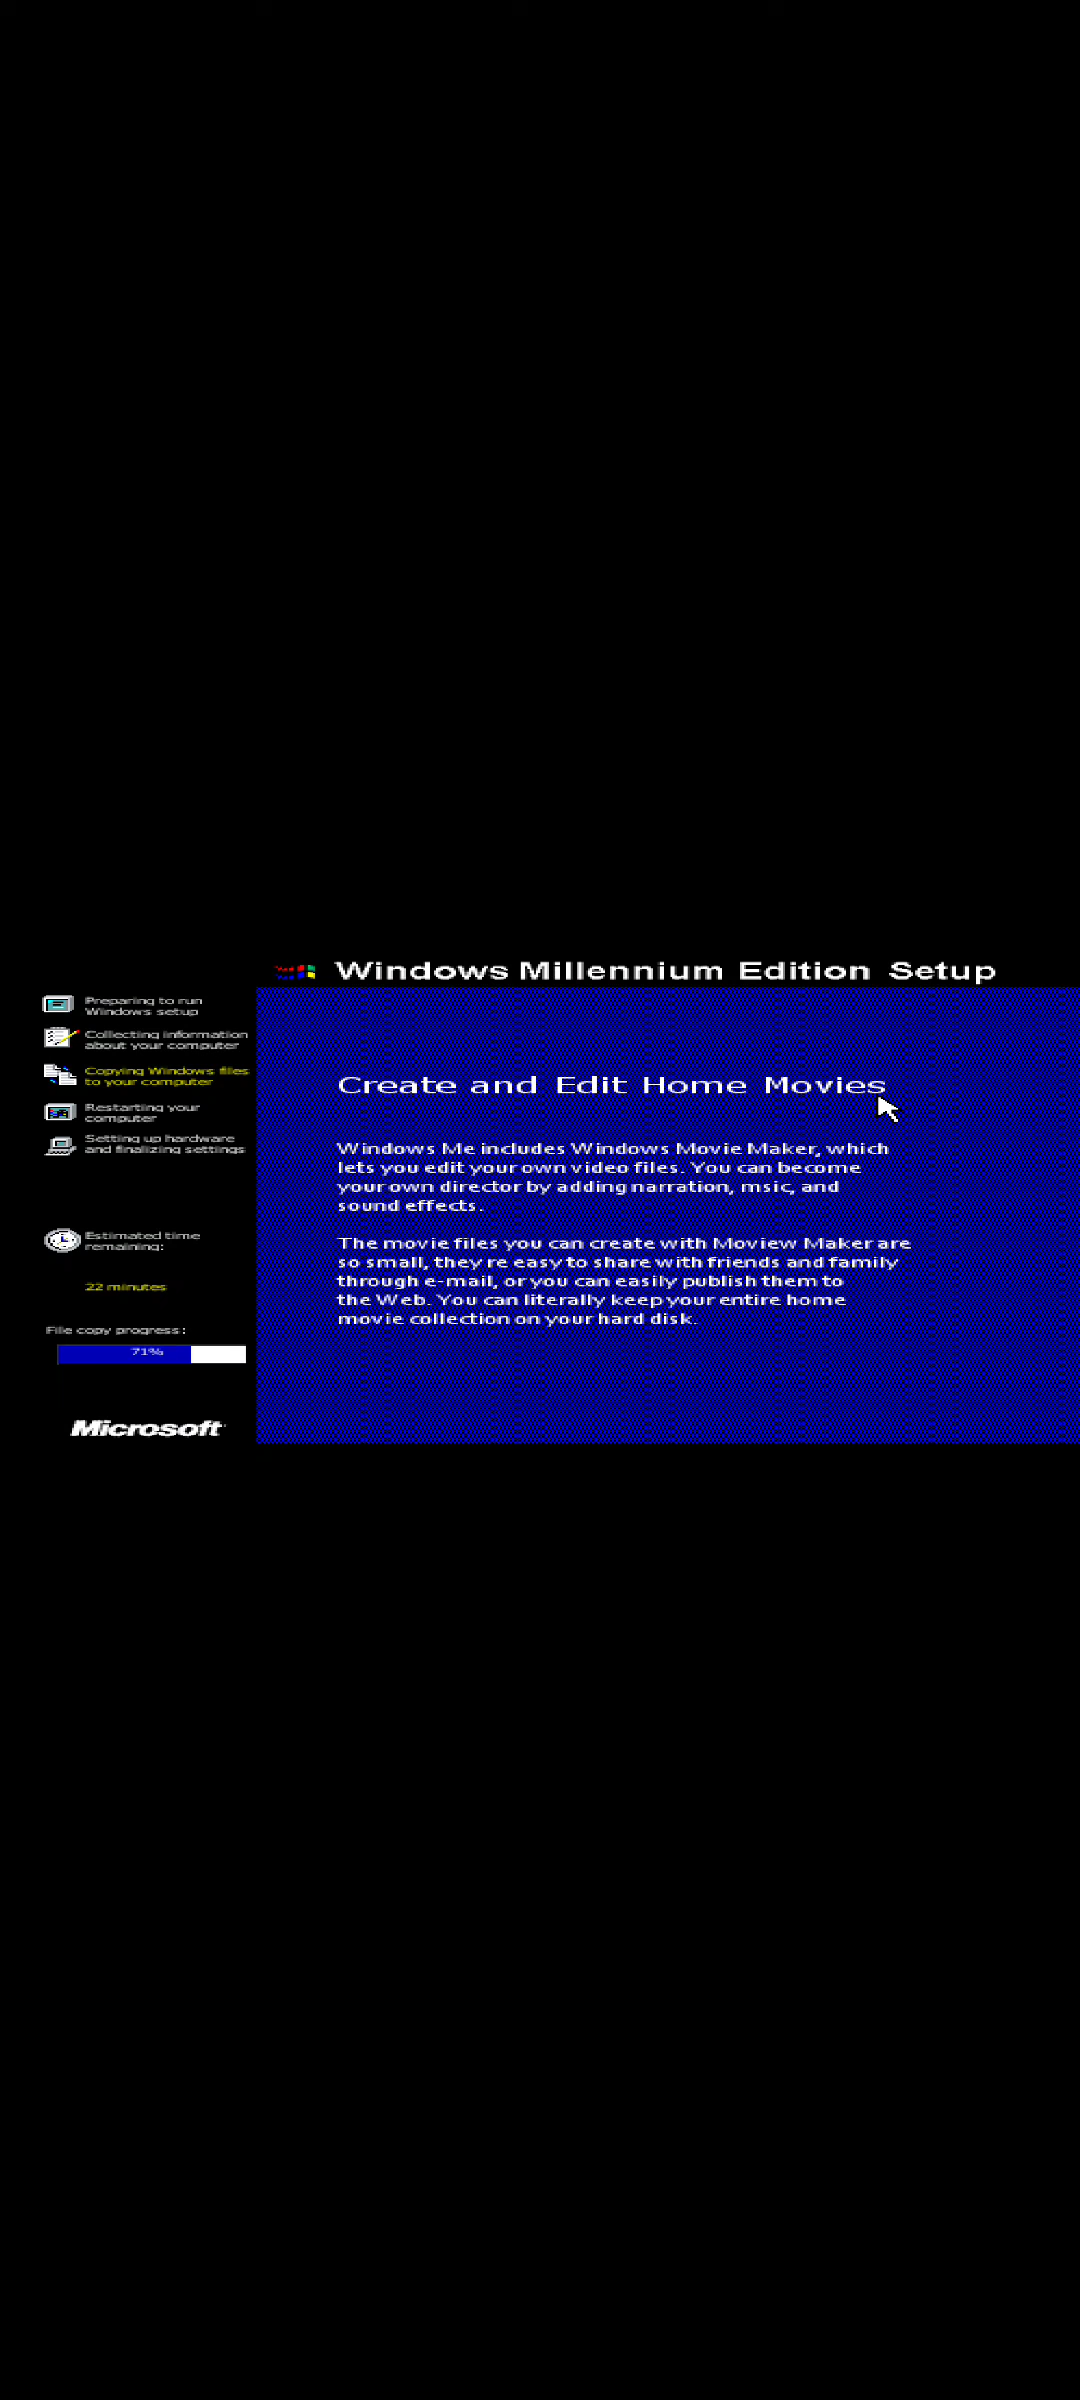 Windows Millennium Edition Setup
Preparing to run
Windows setup
Collecting information
about your computer
Copying Windows files
to your computer
Restarting your
computer
Setting up hardware
and finalizing settings
Estimated time
remaining:
22 minutes
File copy progress:
71%
Microsoft
Create and Edit Home Movies
Windows Me includes Windows Movie Maker, which
lets you edit your own video files. You can become
your own director by adding narration, msic, and
sound effects.
The movie files you can create with Moview Maker are
so small, they re easy to share with friends and family
through e-mail, or you can easily publish them to
the Web. You can literally keep your entire home
movie collection on your hard disk.